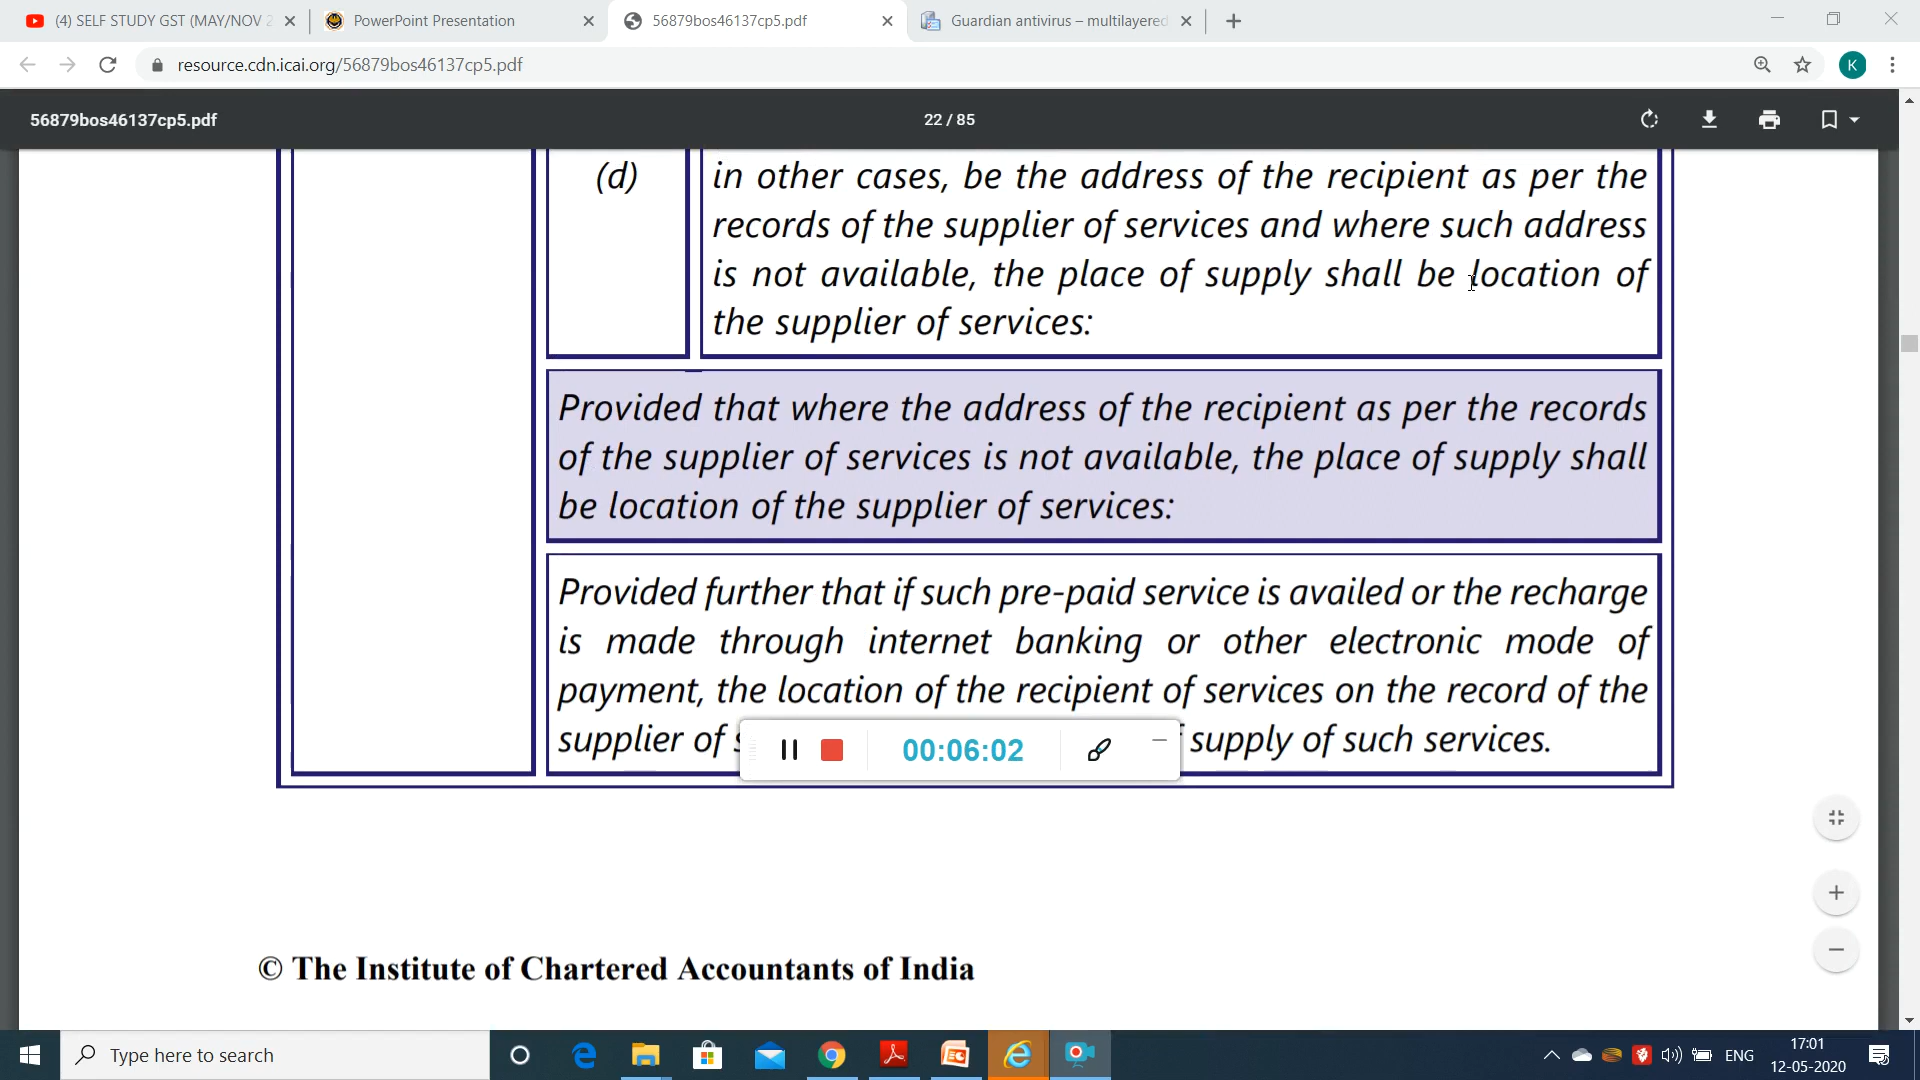 (4) SELF STUDY GST (MAY/NOV 2
PowerPoint Presentation
56879bos46137cp5.pdf
Guardian antivirus – multilayered
resource.cdn.icai.org/56879bos46137cp5.pdf
K
56879bos46137cp5.pdf
22 / 85
(d)
in other cases, be the address of the recipient as per the
records of the supplier of services and where such address
is not available, the place of supply shall be location of
the supplier of services:
Provided that where the address of the recipient as per the records
of the supplier of services is not available, the place of supply shall
be location of the supplier of services:
Provided further that if such pre-paid service is availed or the recharge
is made through internet banking or other electronic mode of
payment, the location of the recipient of services on the record of the
supplier of
supply of such services.
00:06:02
© The Institute of Chartered Accountants of India
Type here to search
ENG
17:01
12-05-2020